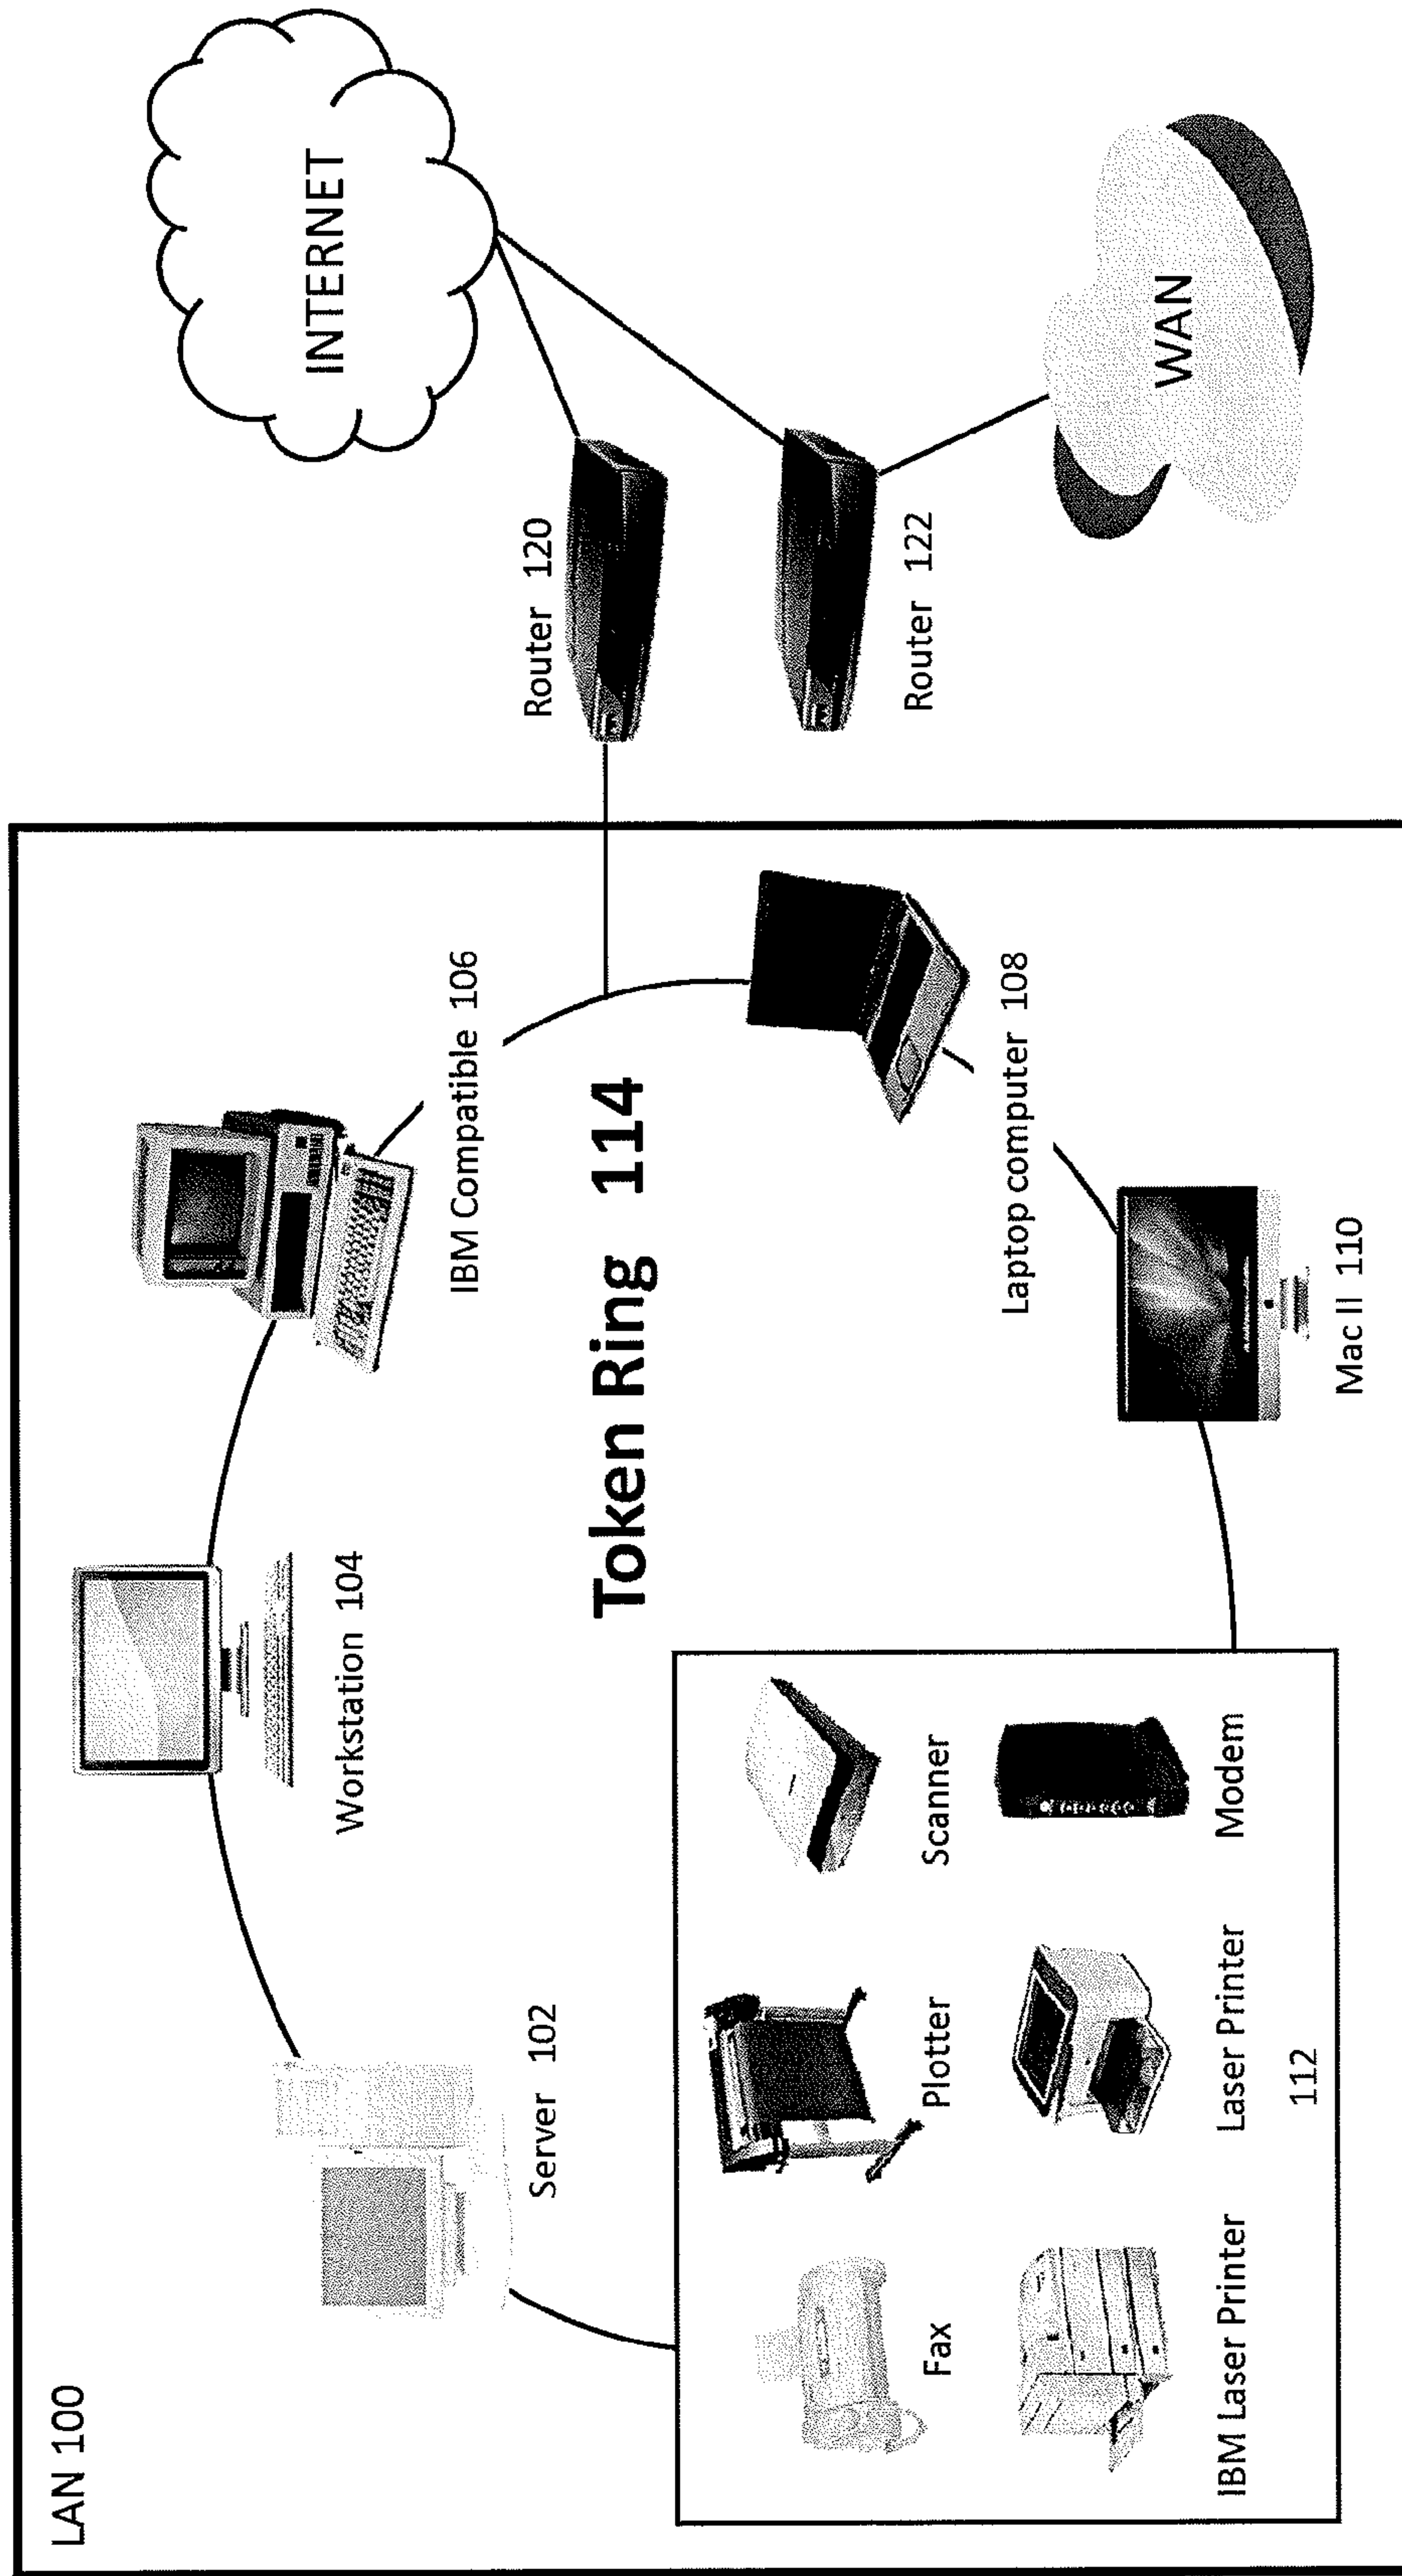 LAN 100
Server 102
Workstation 104
IBM Compatible 106
Token Ring 114
Laptop computer 108
Mac II 110
Fax
Plotter
Scanner
IBM Laser Printer
Laser Printer
Modem
112
Router 120
Router 122
INTERNET
WAN